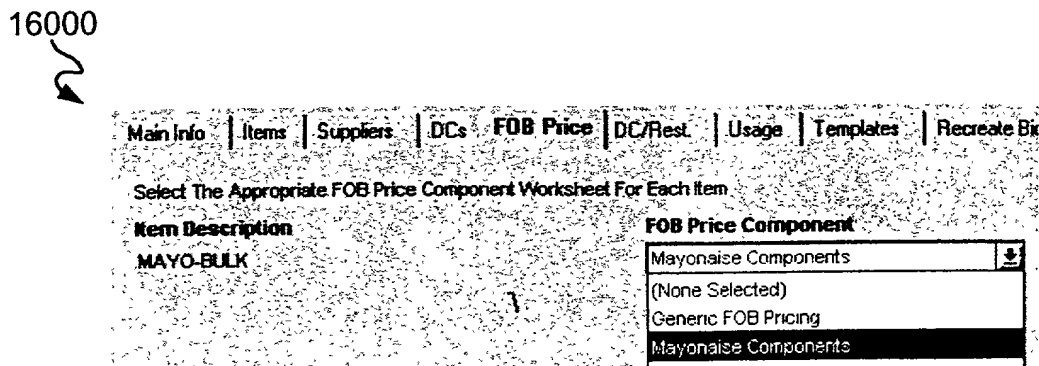 16000
Main Info Items Suppliers DCs FOB Price DC/Rest. Usage Templates Recreate
Select The Appropriate FOB Price Component Worksheet For Each Item
Item Description FOB Price Component
MAYO-BULK Mayonaise Components
(None Selected)
Generic FOB Pricing
Mayonaise Components